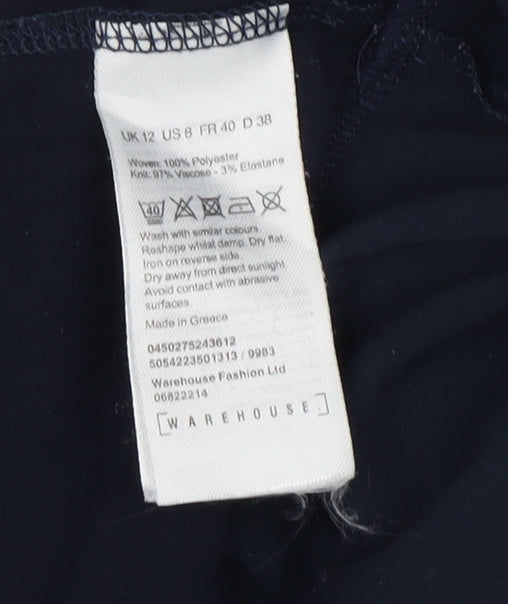 UK 12 US 8 FR 40 D 38
Woven: 100% Polyester
Knit: 97% Viscose - 3% Elastane
40
Wash with similar colours.
Reshape whilst damp. Dry flat.
Iron on reverse side.
Dry away from direct sunlight.
Avoid contact with abrasive
surfaces.
Made in Greece
0450275243612
5054223501313 / 9983
Warehouse Fashion Ltd
06822214
[WAREHOUSE]